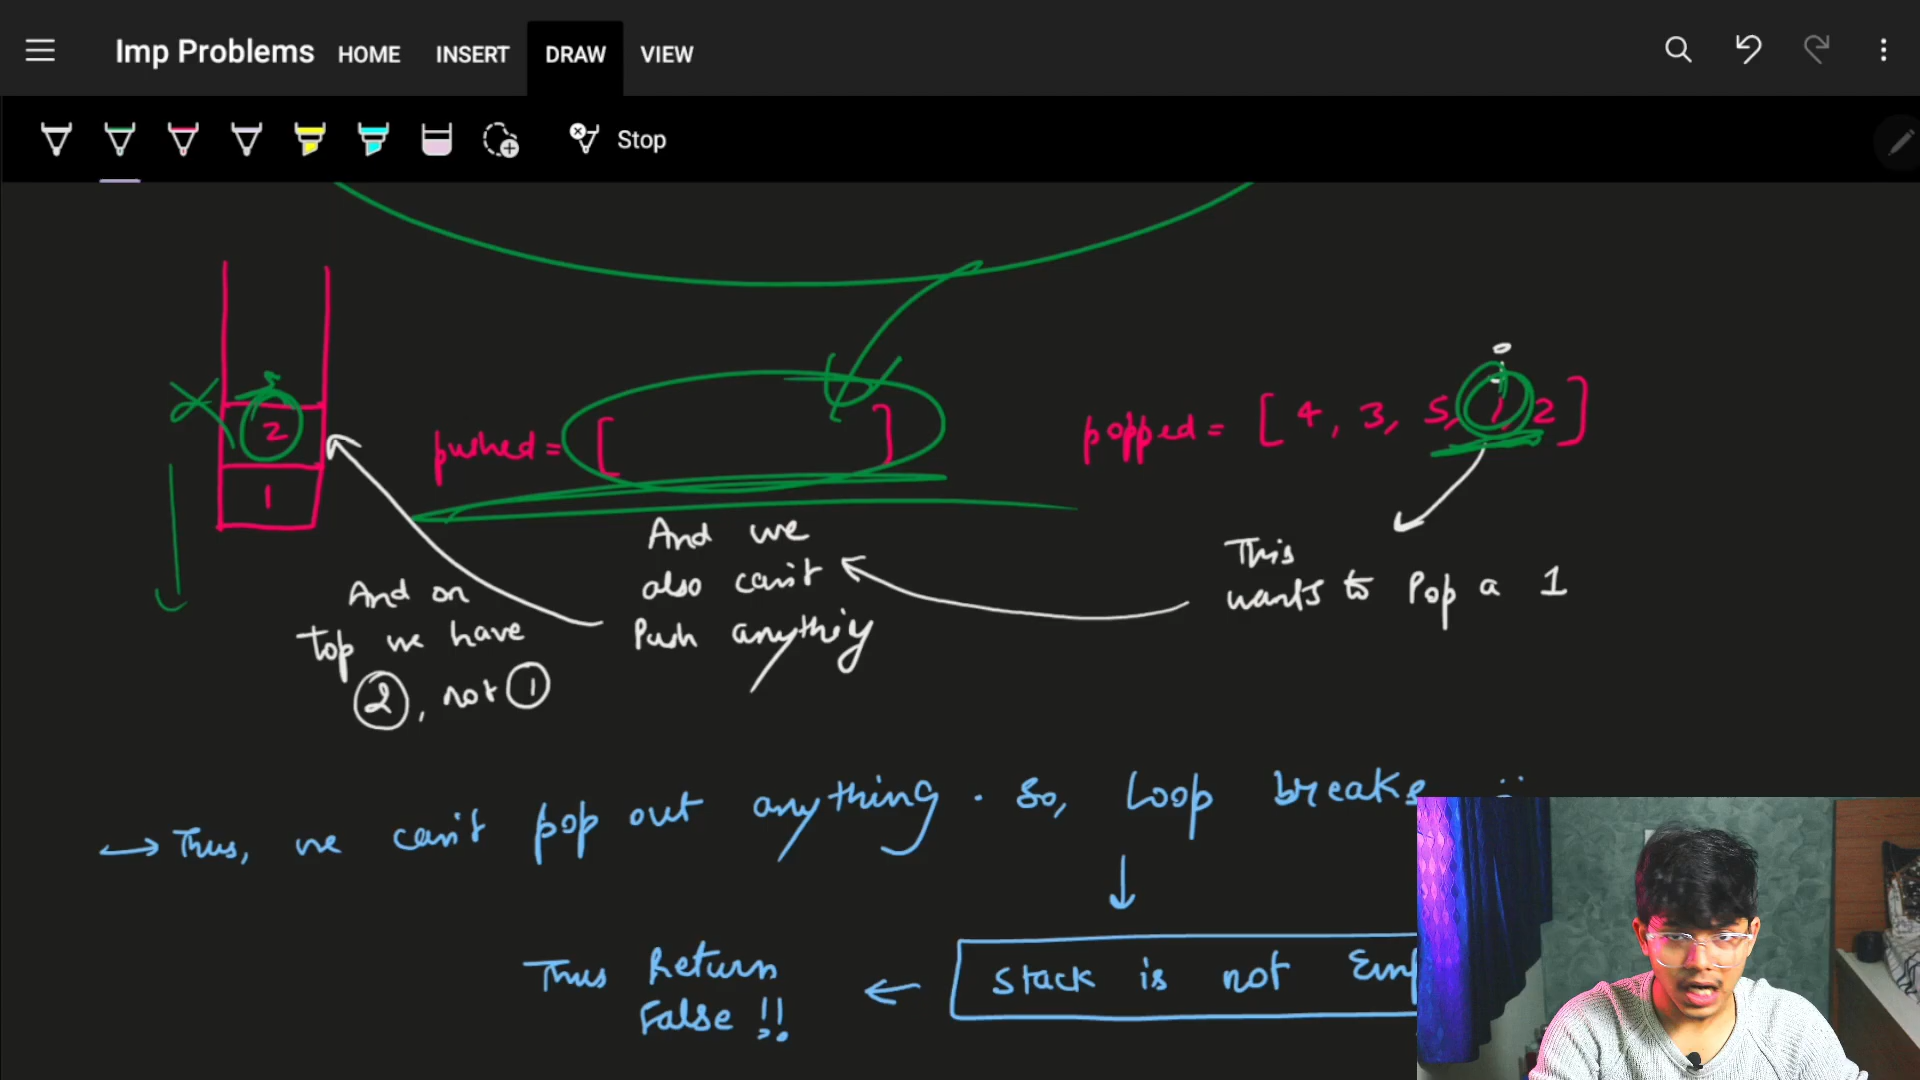 Imp Problems HOME INSERT DRAW VIEW
Stop
2
1
pushed = [ ]
popped = [ 4, 3, 5, 1, 2 ]
i
And we
also can't
Push anything
This
wants to Pop a 1
And on
top we have
2, not 1
→ Thus, we can't pop out anything. So, Loop breaks
↓
Stack is not
←
Thus Return
False !!